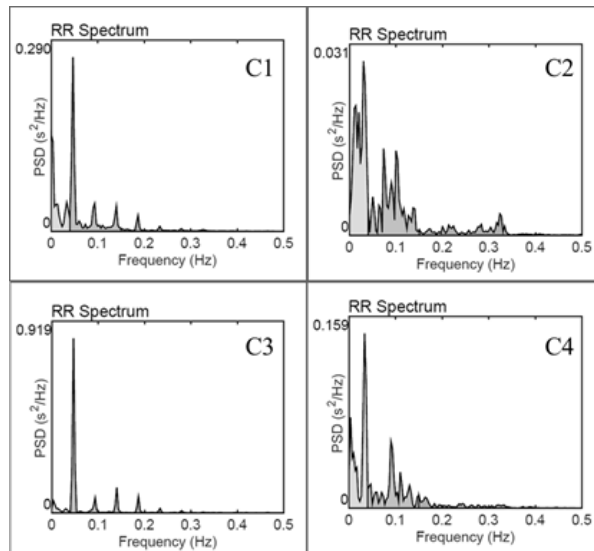 RR Spectrum
0.290
C1
PSD (s²/Hz)
0
0 0.1 0.2 0.3 0.4 0.5
Frequency (Hz)
RR Spectrum
0.031
C2
PSD (s²/Hz)
0
0 0.1 0.2 0.3 0.4 0.5
Frequency (Hz)
RR Spectrum
0.919
C3
PSD (s²/Hz)
0
0 0.1 0.2 0.3 0.4 0.5
Frequency (Hz)
RR Spectrum
0.159
C4
PSD (s²/Hz)
0
0 0.1 0.2 0.3 0.4 0.5
Frequency (Hz)